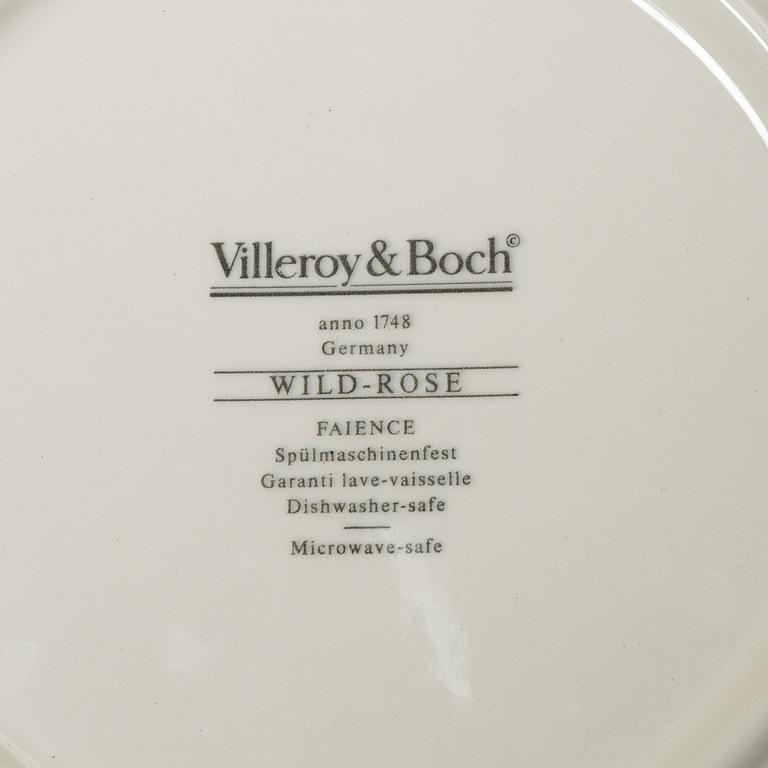 Villeroy & Boch©
anno 1748
Germany
WILD-ROSE
FAIENCE
Spülmaschinenfest
Garanti lave-vaisselle
Dishwasher-safe
Microwave-safe